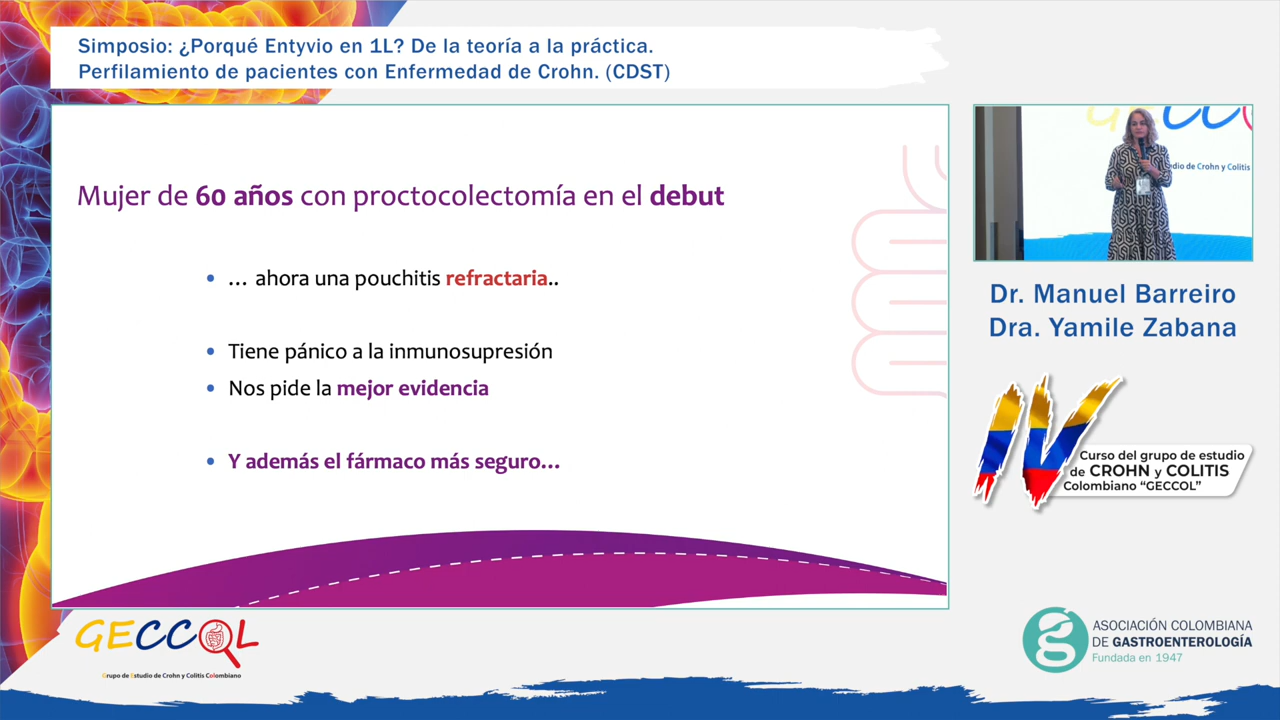 Simposio: ¿Porqué Entyvio en 1L? De la teoría a la práctica.
Perfilamiento de pacientes con Enfermedad de Crohn. (CDST)
Mujer de 60 años con proctocolectomía en el debut
• … ahora una pouchitis refractaria..
• Tiene pánico a la inmunosupresión
• Nos pide la mejor evidencia
• Y además el fármaco más seguro…
dio de Crohn y Colitis
Dr. Manuel Barreiro
Dra. Yamile Zabana
IV
Curso del grupo de estudio
de CROHN y COLITIS
Colombiano “GECCOL”
GECCOL
Grupo de Estudio de Crohn y Colitis Colombiano
ASOCIACIÓN COLOMBIANA
DE GASTROENTEROLOGÍA
Fundada en 1947